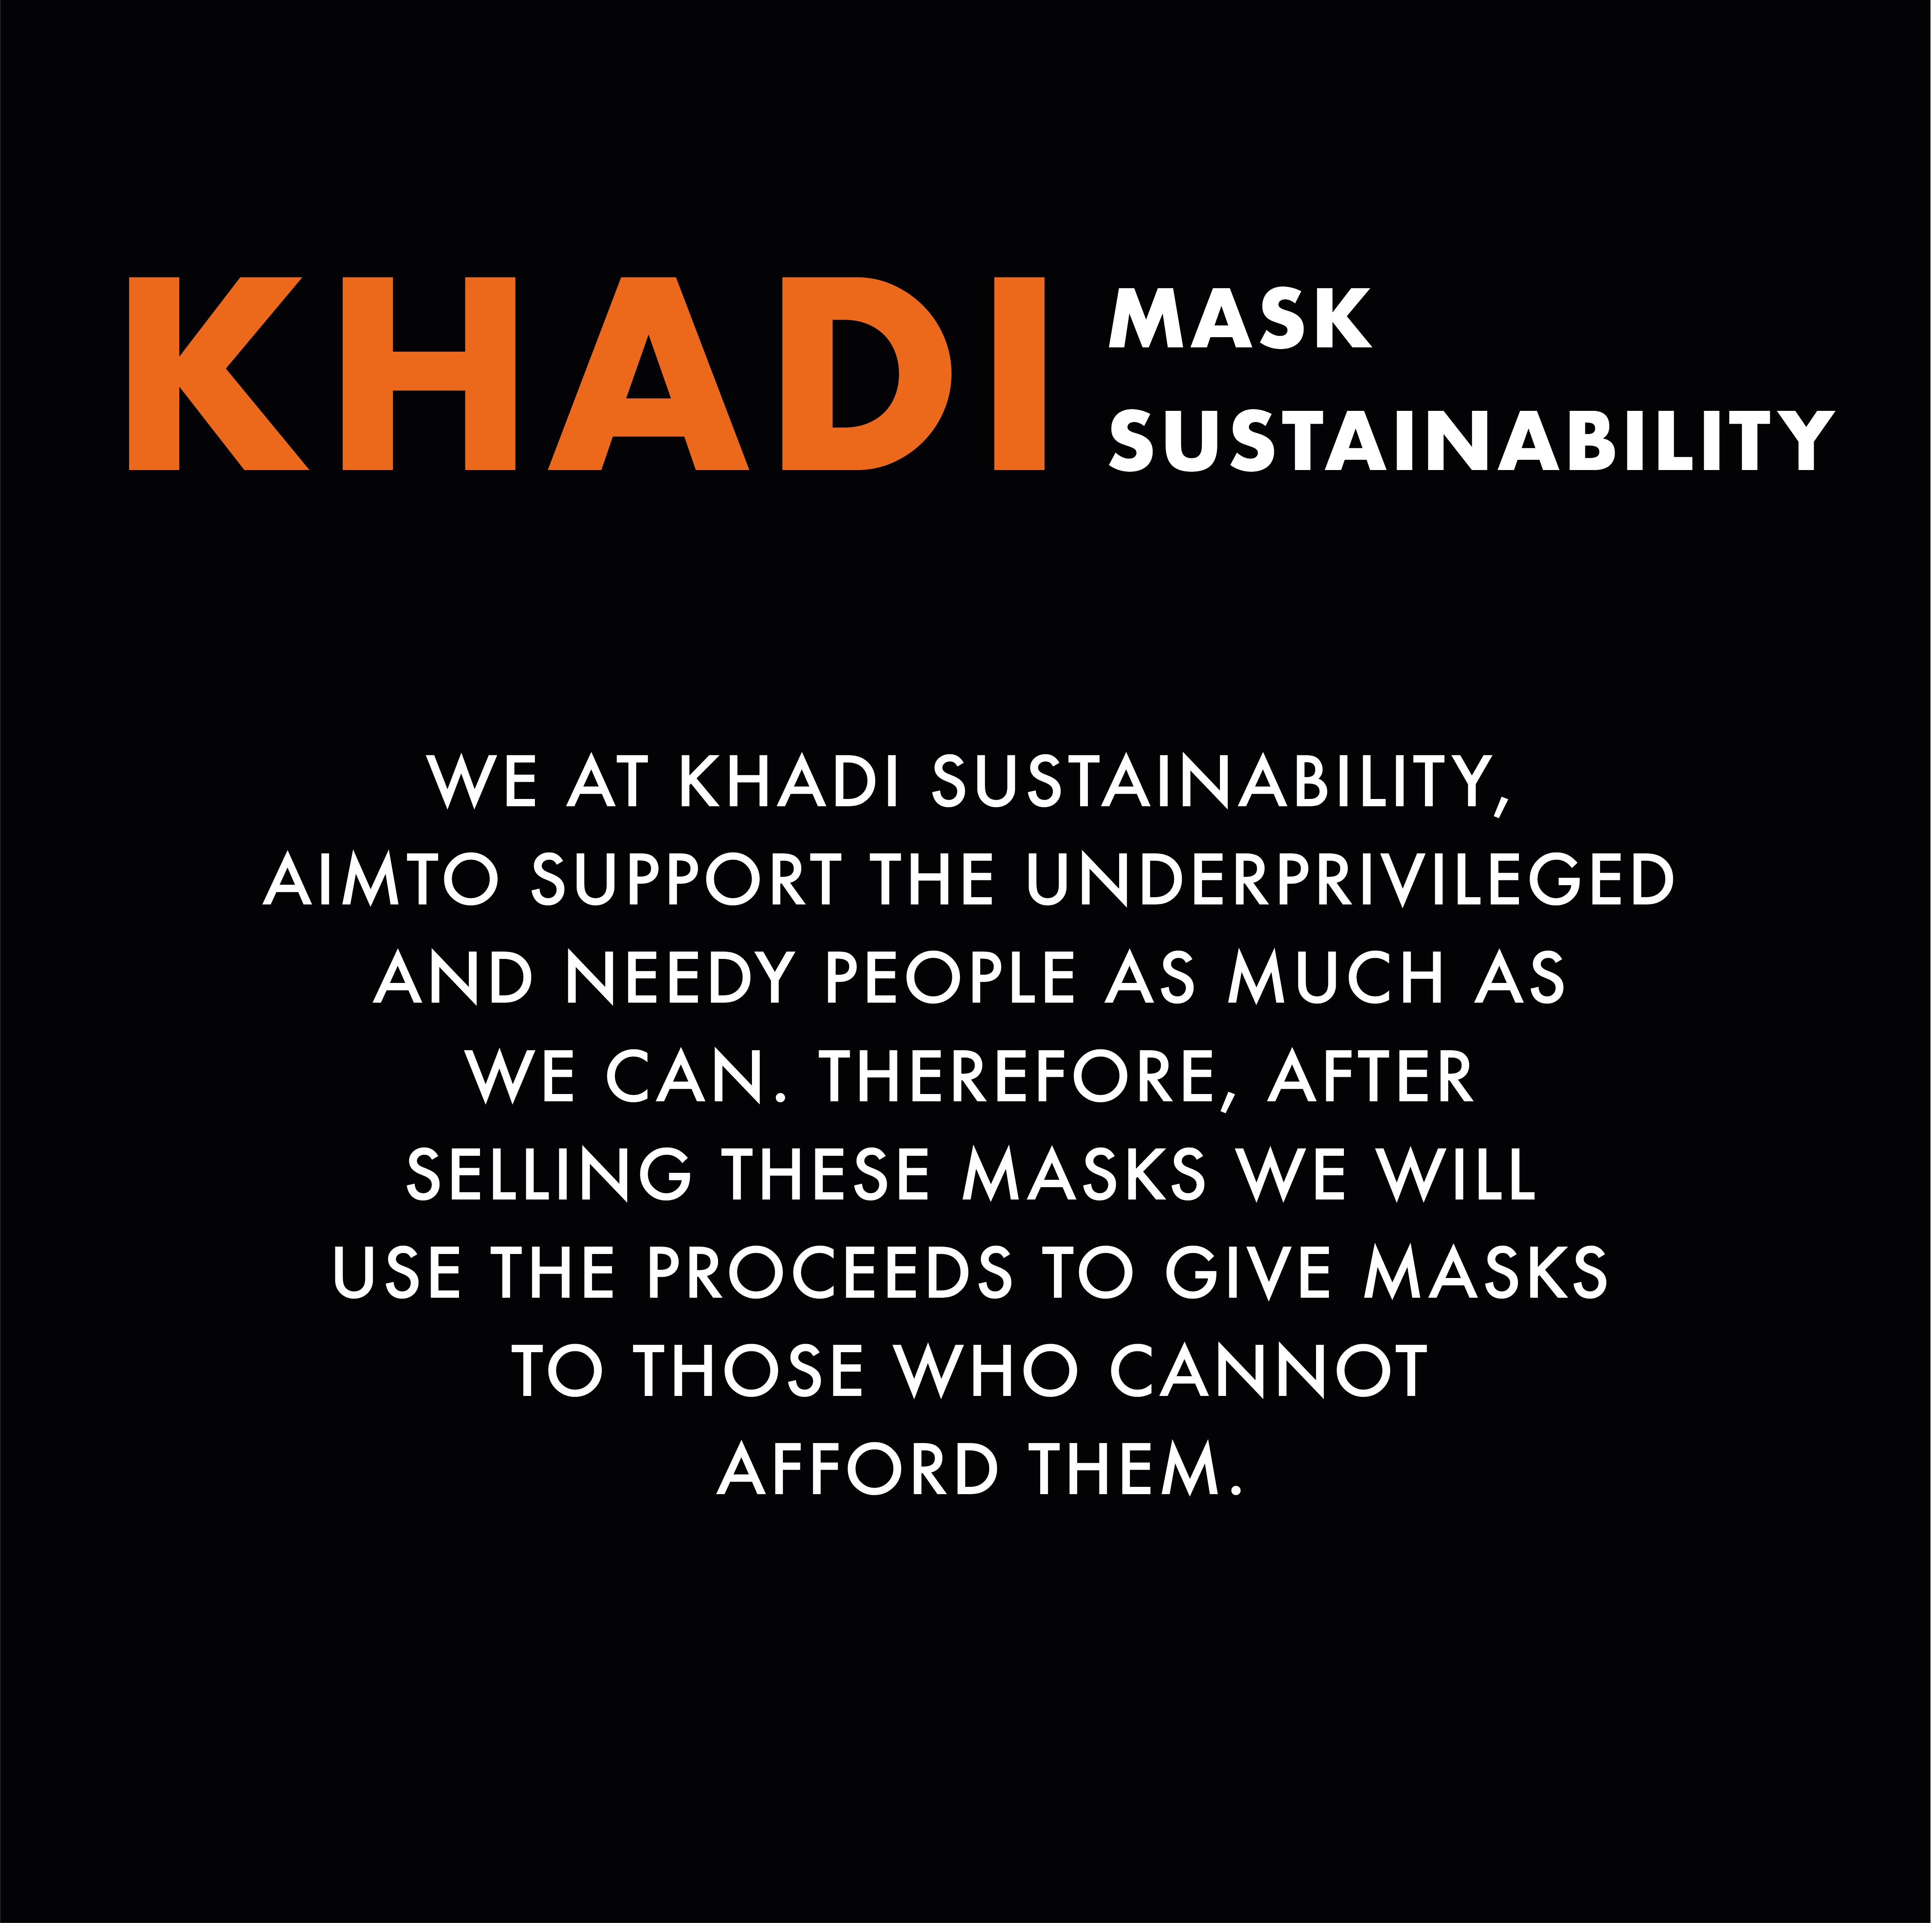 KHADI MASK
SUSTAINABILITY
WE AT KHADI SUSTAINABILITY,
AIMTO SUPPORT THE UNDERPRIVILEGED
AND NEEDY PEOPLE AS MUCH AS
WE CAN. THEREFORE, AFTER
SELLING THESE MASKS WE WILL
USE THE PROCEEDS TO GIVE MASKS
TO THOSE WHO CANNOT
AFFORD THEM.